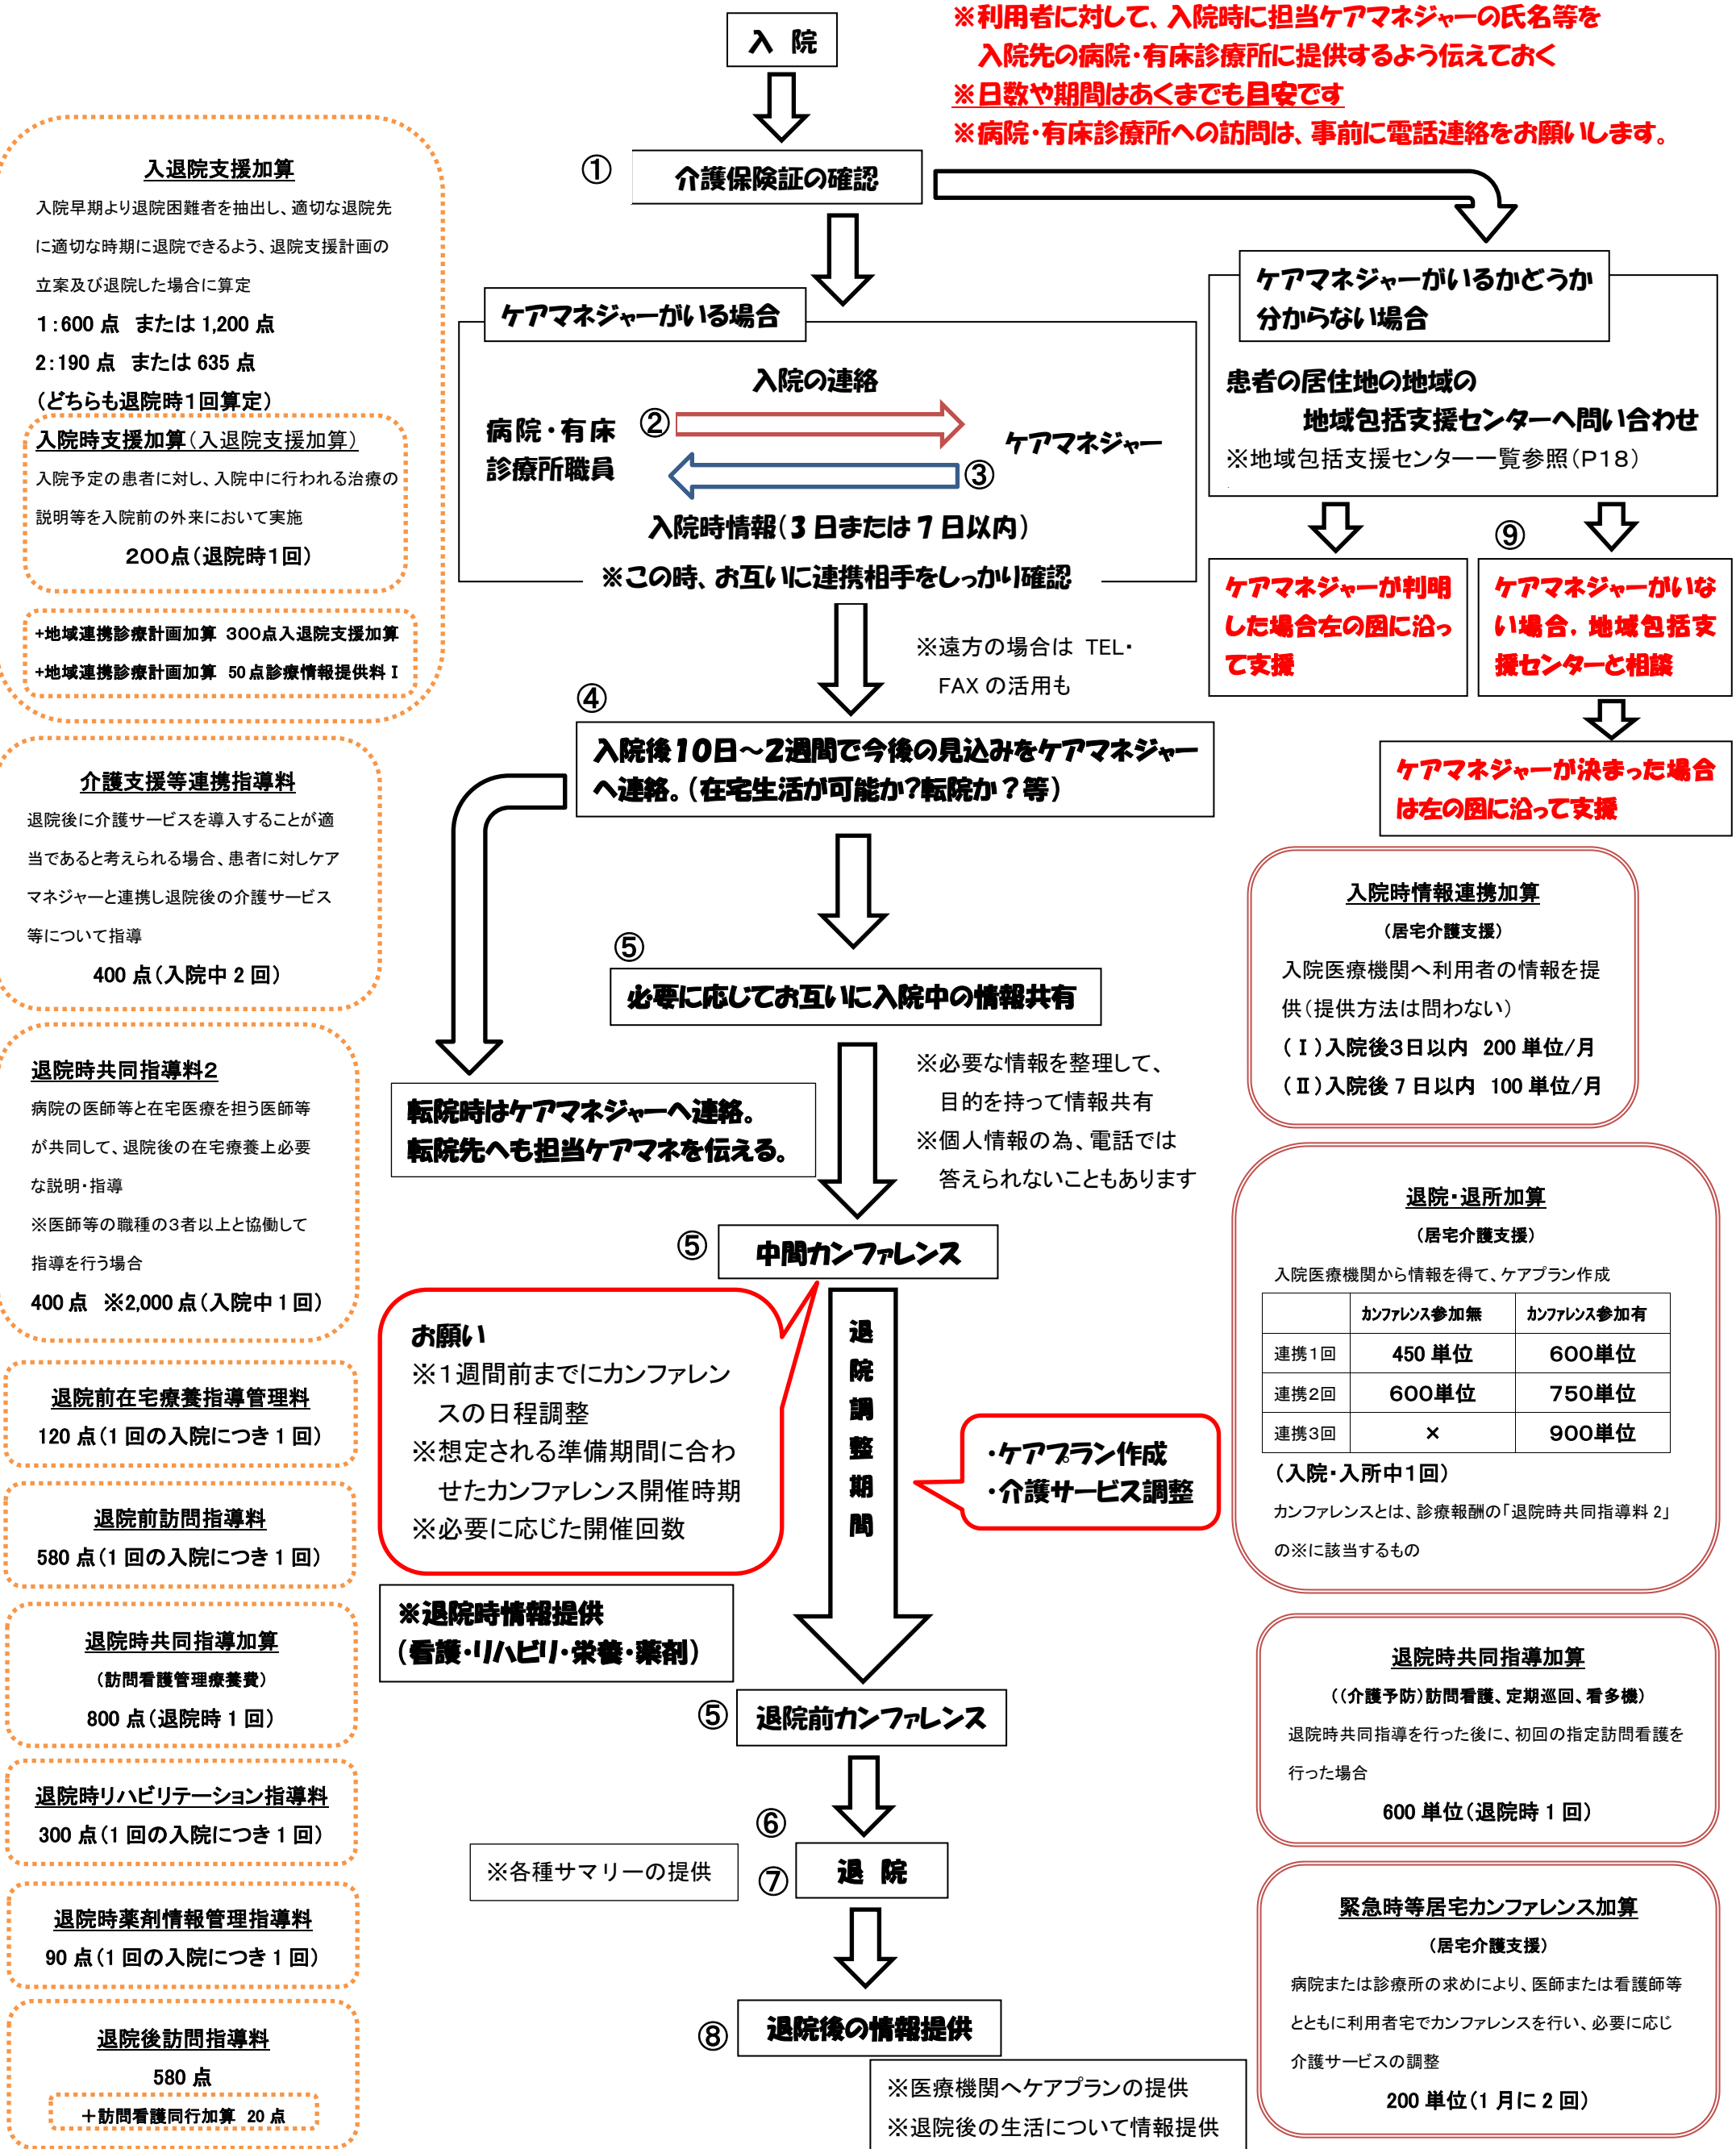 入 院
※利用者に対して、入院時に担当ケアマネジャーの氏名等を
入院先の病院・有床診療所に提供するよう伝えておく
※日数や期間はあくまでも目安です
※病院・有床診療所への訪問は、事前に電話連絡をお願いします。
① 介護保険証の確認
ケアマネジャーがいる場合
入院の連絡
病院・有床
診療所職員
②
ケアマネジャー
③
入院時情報(3日または7日以内)
※この時、お互いに連携相手をしっかり確認
ケアマネジャーがいるかどうか
分からない場合
患者の居住地の地域の
地域包括支援センターへ問い合わせ
※地域包括支援センター一覧参照(P18)
ケアマネジャーが判明
した場合左の図に沿っ
て支援
⑨
ケアマネジャーがいな
い場合，地域包括支
援センターと相談
ケアマネジャーが決まった場合
は左の図に沿って支援
※遠方の場合は TEL・
FAXの活用も
④
入院後10日～2週間で今後の見込みをケアマネジャー
へ連絡。(在宅生活が可能か?転院か？等)
⑤
必要に応じてお互いに入院中の情報共有
転院時はケアマネジャーへ連絡。
転院先へも担当ケアマネを伝える。
※必要な情報を整理して、
目的を持って情報共有
※個人情報の為、電話では
答えられないこともあります
⑤ 中間カンファレンス
お願い
※1週間前までにカンファレン
スの日程調整
※想定される準備期間に合わ
せたカンファレンス開催時期
※必要に応じた開催回数
退院調整期間
・ケアプラン作成
・介護サービス調整
※退院時情報提供
(看護・リハビリ・栄養・薬剤)
⑤ 退院前カンファレンス
⑥
⑦ 退 院
※各種サマリーの提供
⑧ 退院後の情報提供
※医療機関へケアプランの提供
※退院後の生活について情報提供
入退院支援加算
入院早期より退院困難者を抽出し、適切な退院先
に適切な時期に退院できるよう、退院支援計画の
立案及び退院した場合に算定
1：600点 または1,200点
2：190点 または635点
(どちらも退院時1回算定)
入院時支援加算(入退院支援加算)
入院予定の患者に対し、入院中に行われる治療の
説明等を入院前の外来において実施
200点(退院時1回)
+地域連携診療計画加算 300点入退院支援加算
+地域連携診療計画加算 50点診療情報提供料Ⅰ
介護支援等連携指導料
退院後に介護サービスを導入することが適
当であると考えられる場合、患者に対しケア
マネジャーと連携し退院後の介護サービス
等について指導
400点(入院中2回)
退院時共同指導料2
病院の医師等と在宅医療を担う医師等
が共同して、退院後の在宅療養上必要
な説明・指導
※医師等の職種の3者以上と協働して
指導を行う場合
400点 ※2,000点(入院中1回)
退院前在宅療養指導管理料
120点(1回の入院につき1回)
退院前訪問指導料
580点(1回の入院につき1回)
退院時共同指導加算
(訪問看護管理療養費)
800点(退院時1回)
退院時リハビリテーション指導料
300点(1回の入院につき1回)
退院時薬剤情報管理指導料
90点(1回の入院につき1回)
退院後訪問指導料
580点
＋訪問看護同行加算 20点
入院時情報連携加算
(居宅介護支援)
入院医療機関へ利用者の情報を提
供(提供方法は問わない)
(Ⅰ)入院後3日以内 200単位/月
(Ⅱ)入院後7日以内 100単位/月
退院・退所加算
(居宅介護支援)
入院医療機関から情報を得て、ケアプラン作成
カンファレンス参加無 カンファレンス参加有
連携1回 450単位 600単位
連携2回 600単位 750単位
連携3回 × 900単位
(入院・入所中1回)
カンファレンスとは、診療報酬の「退院時共同指導料2」
の※に該当するもの
退院時共同指導加算
((介護予防)訪問看護、定期巡回、看多機)
退院時共同指導を行った後に、初回の指定訪問看護を
行った場合
600単位(退院時1回)
緊急時等居宅カンファレンス加算
(居宅介護支援)
病院または診療所の求めにより、医師または看護師等
とともに利用者宅でカンファレンスを行い、必要に応じ
介護サービスの調整
200単位(1月に2回)